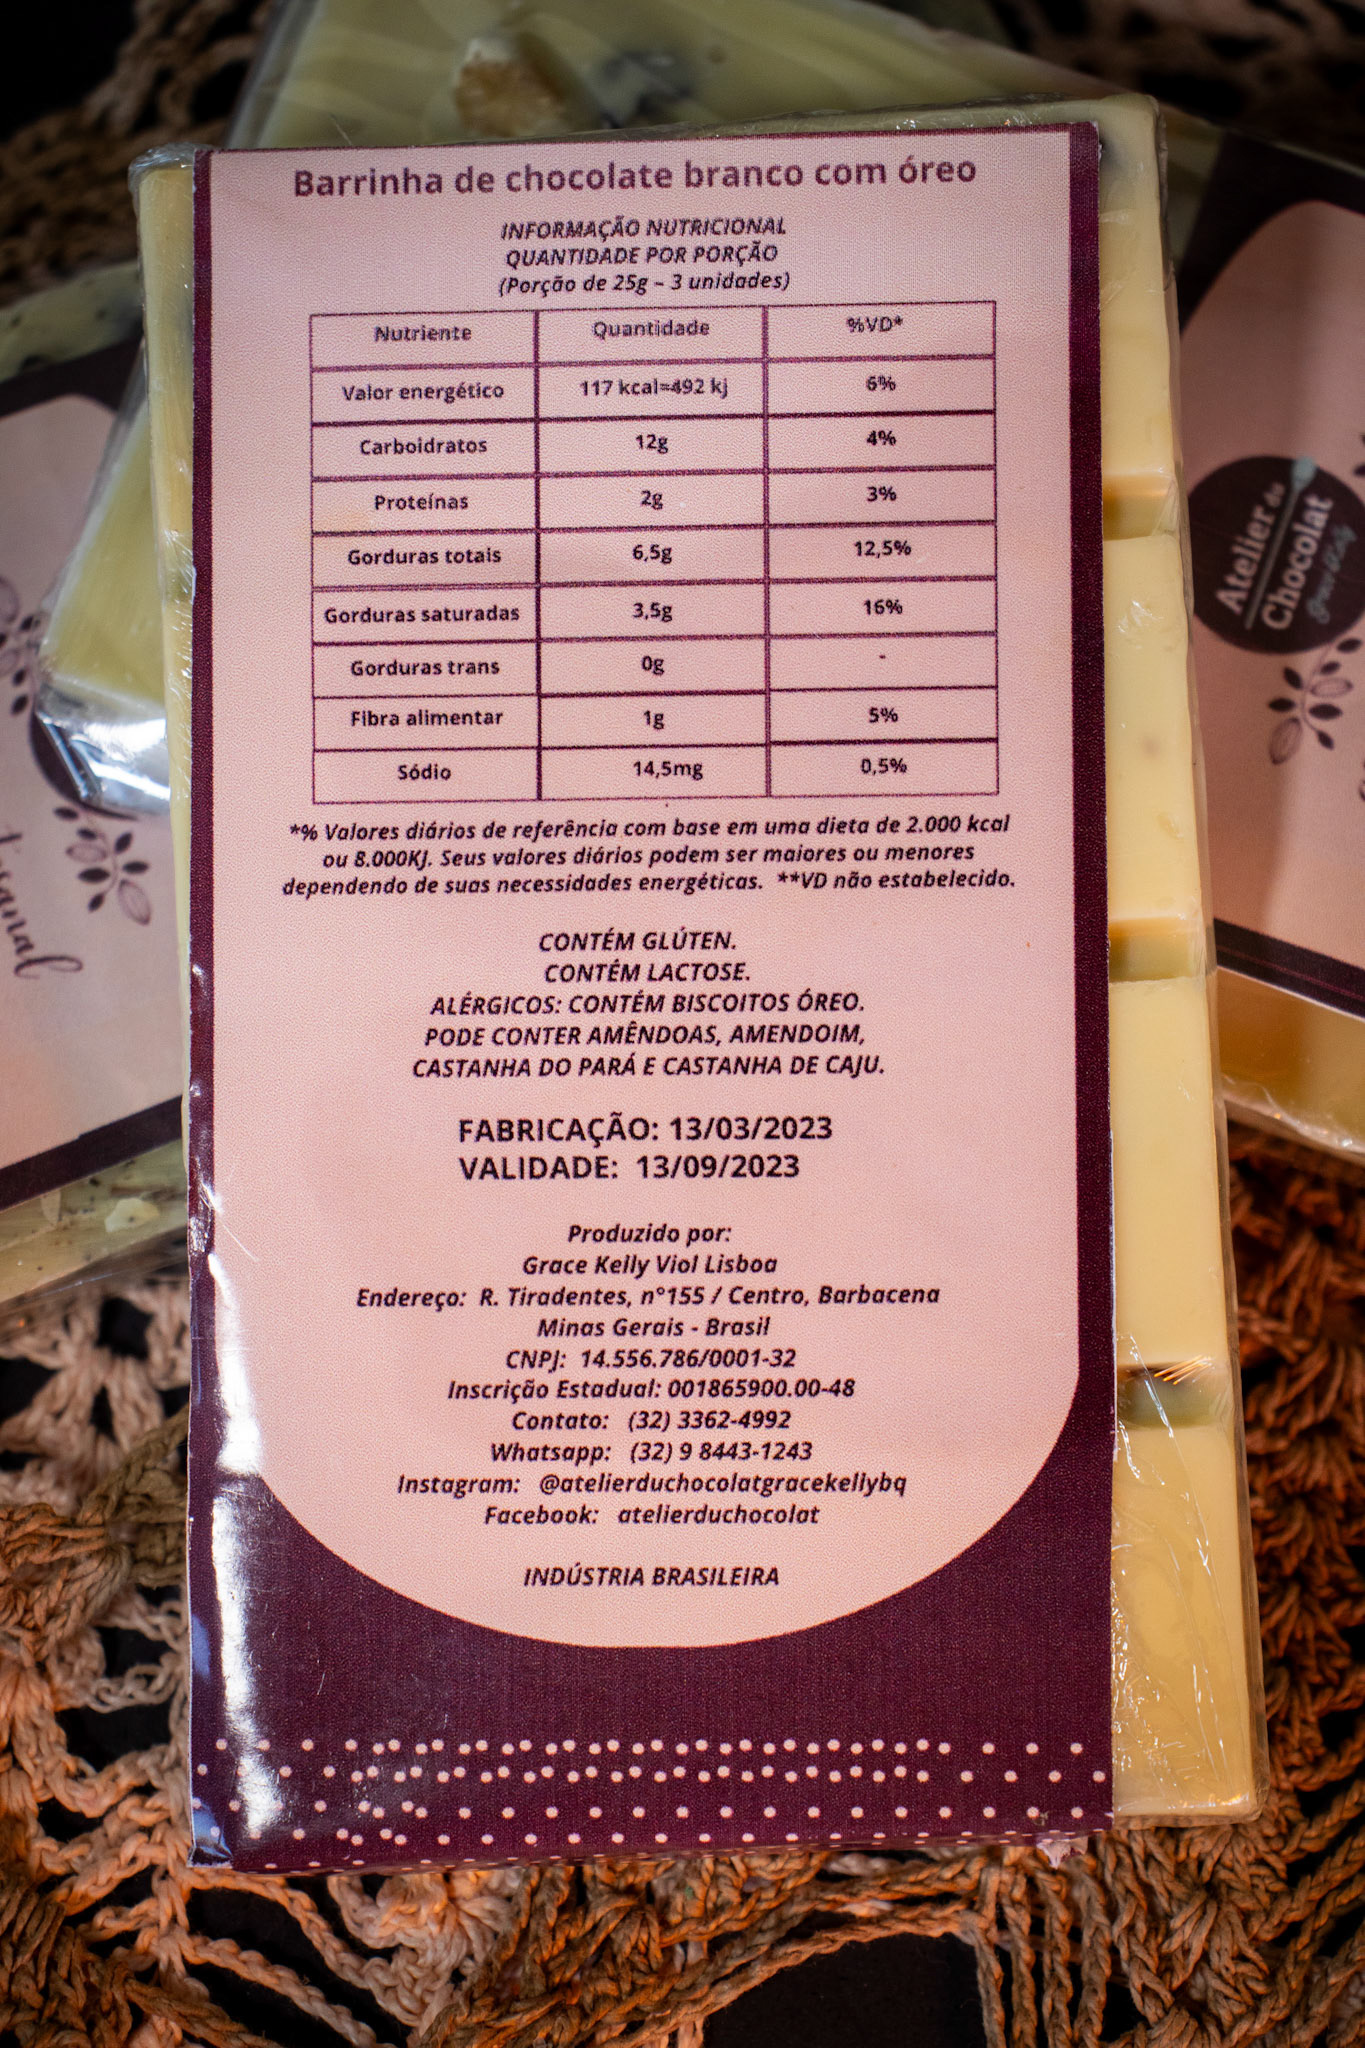 Barrinha de chocolate branco com óreo
INFORMAÇÃO NUTRICIONAL
QUANTIDADE POR PORÇÃO
(Porção de 25g – 3 unidades)
Nutriente Quantidade %VD*
Valor energético 117 kcal=492 kj 6%
Carboidratos 12g 4%
Proteínas 2g 3%
Gorduras totais 6,5g 12,5%
Gorduras saturadas 3,5g 16%
Gorduras trans 0g -
Fibra alimentar 1g 5%
Sódio 14,5mg 0,5%
*% Valores diários de referência com base em uma dieta de 2.000 kcal
ou 8.000KJ. Seus valores diários podem ser maiores ou menores
dependendo de suas necessidades energéticas. **VD não estabelecido.
CONTÉM GLÚTEN.
CONTÉM LACTOSE.
ALÉRGICOS: CONTÉM BISCOITOS ÓREO.
PODE CONTER AMÊNDOAS, AMENDOIM,
CASTANHA DO PARÁ E CASTANHA DE CAJU.
FABRICAÇÃO: 13/03/2023
VALIDADE: 13/09/2023
Produzido por:
Grace Kelly Viol Lisboa
Endereço: R. Tiradentes, n°155 / Centro, Barbacena
Minas Gerais - Brasil
CNPJ: 14.556.786/0001-32
Inscrição Estadual: 001865900.00-48
Contato: (32) 3362-4992
Whatsapp: (32) 9 8443-1243
Instagram: @atelierduchocolatgracekellybq
Facebook: atelierduchocolat
INDÚSTRIA BRASILEIRA
Atelier du
Chocolat